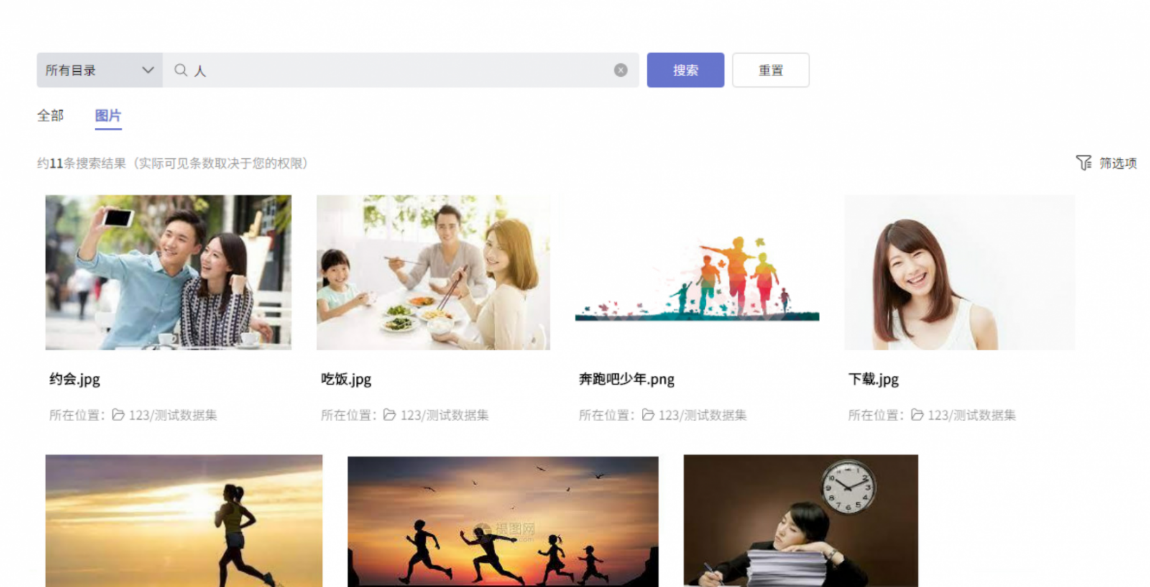 所有目录 人 搜索 重置
全部 图片
约11条搜索结果（实际可见条数取决于您的权限） 筛选项
约会.jpg 吃饭.jpg 奔跑吧少年.png 下载.jpg
所在位置： 123/测试数据集 所在位置： 123/测试数据集 所在位置： 123/测试数据集 所在位置： 123/测试数据集